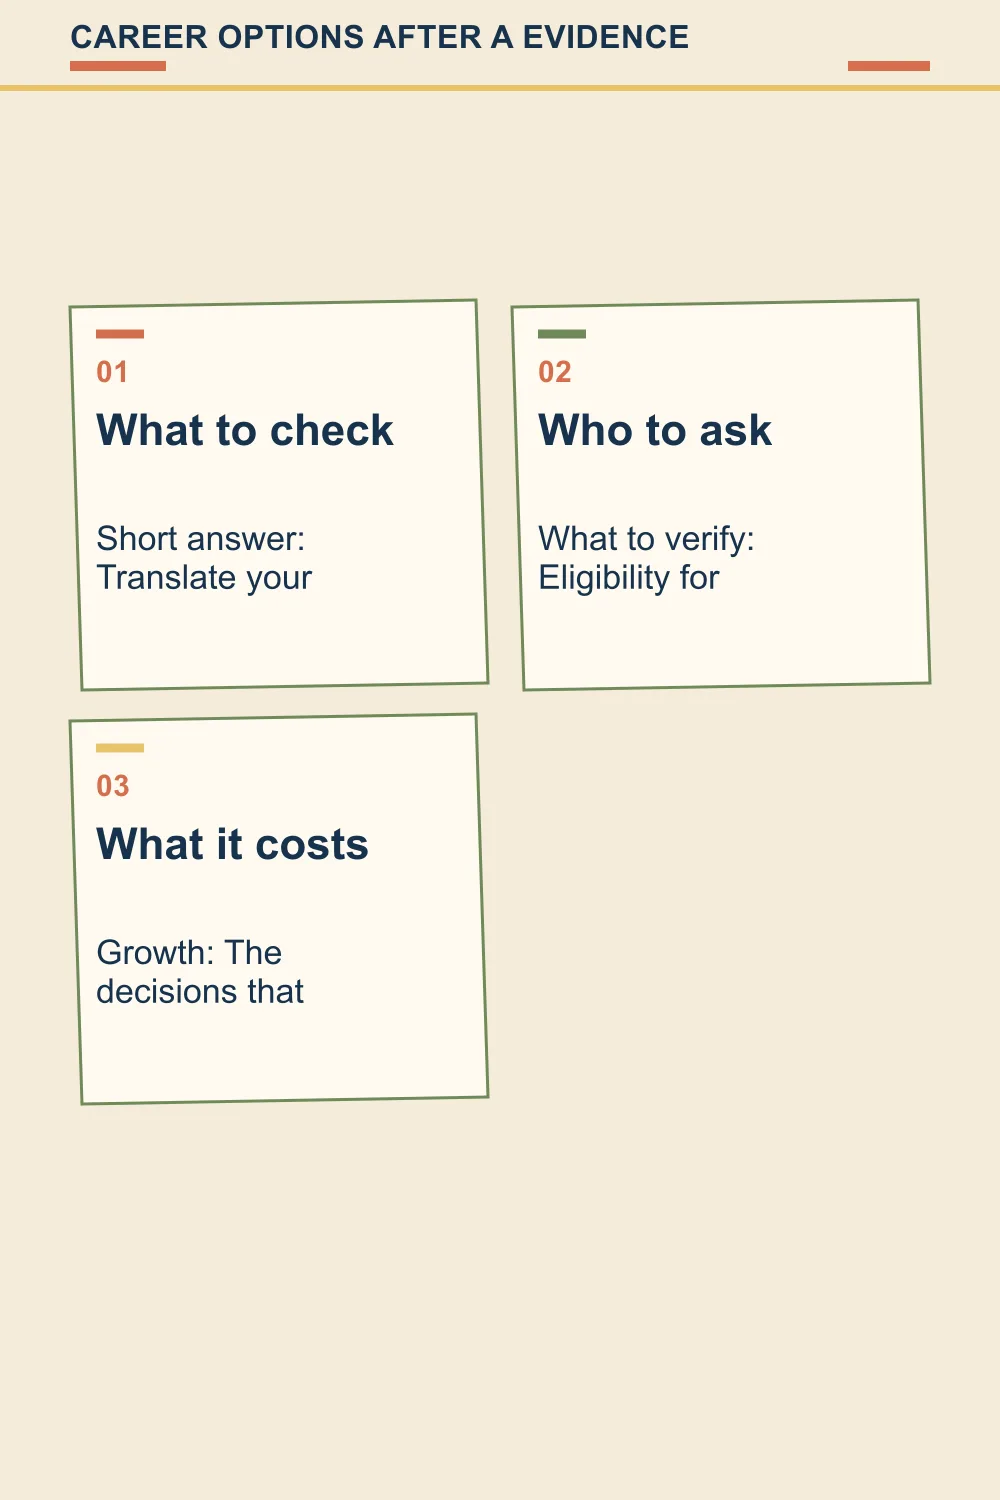 CAREER OPTIONS AFTER A EVIDENCE
01
What to check
Short answer:
Translate your
02
Who to ask
What to verify:
Eligibility for
03
What it costs
Growth: The
decisions that